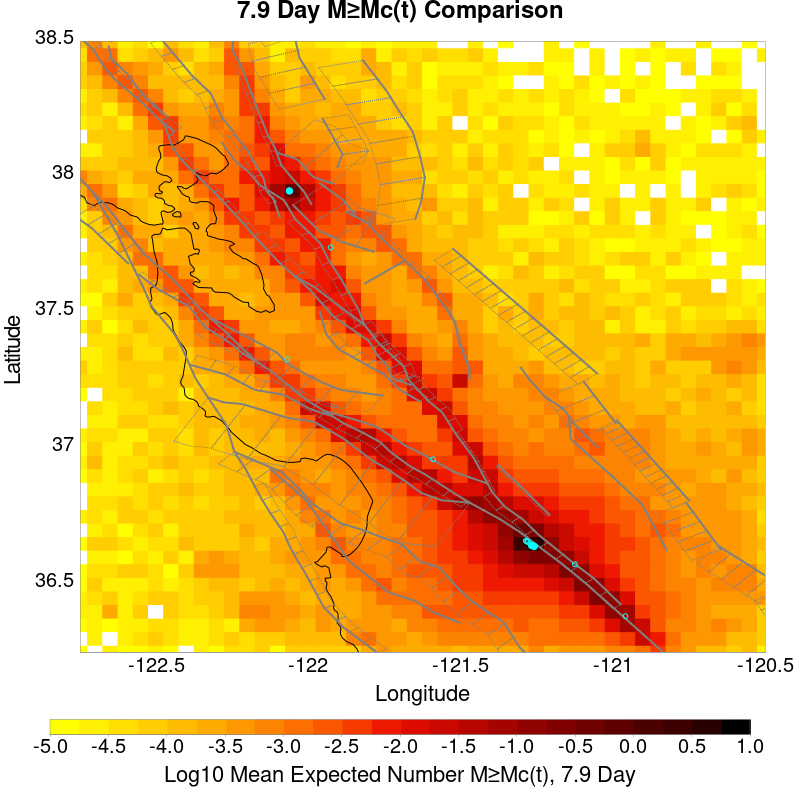 7.9 Day M≥Mc(t) Comparison
38.5
38
37.5
37
36.5
Latitude
-122.5 -122 -121.5 -121 -120.5
Longitude
-5.0 -4.5 -4.0 -3.5 -3.0 -2.5 -2.0 -1.5 -1.0 -0.5 0.0 0.5 1.0
Log10 Mean Expected Number M≥Mc(t), 7.9 Day